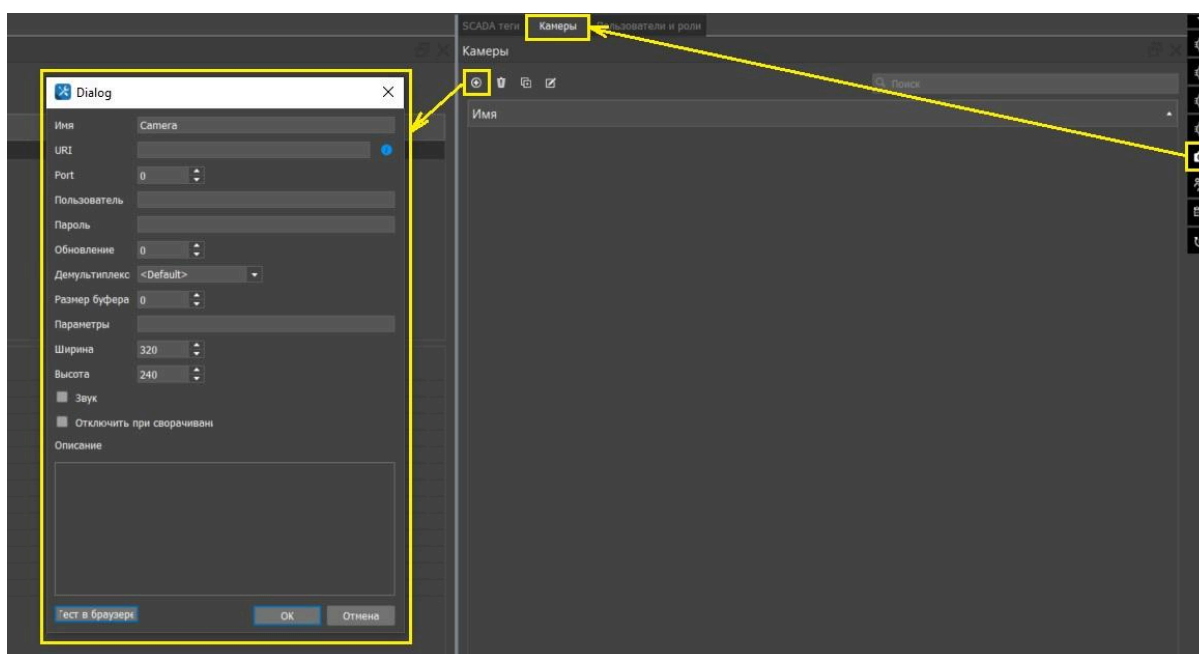 SCADA теги Камеры Пользователи и роли
Камеры
Поиск
Имя
Dialog
Имя Camera
URI
Port 0
Пользователь
Пароль
Обновление 0
Демультиплекс <Default>
Размер буфера 0
Параметры
Ширина 320
Высота 240
Звук
Отключить при сворачивані
Описание
Тест в браузере
OK Отмена